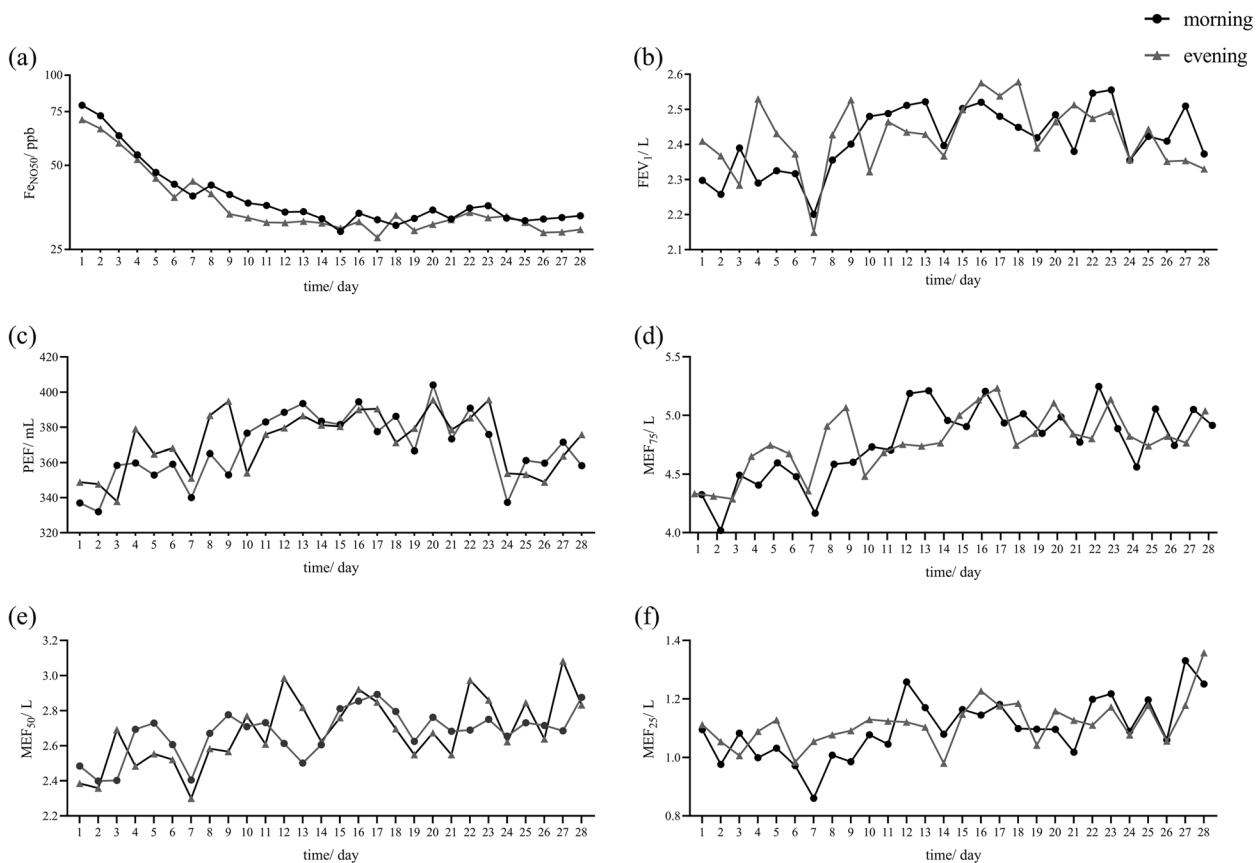 morning
evening
(a)
100
75
50
25
FeNO50/ ppb
1 2 3 4 5 6 7 8 9 10 11 12 13 14 15 16 17 18 19 20 21 22 23 24 25 26 27 28
time/ day
(b)
2.6
2.5
2.4
2.3
2.2
2.1
FEV1/ L
1 2 3 4 5 6 7 8 9 10 11 12 13 14 15 16 17 18 19 20 21 22 23 24 25 26 27 28
time/ day
(c)
420
400
380
360
340
320
PEF/ mL
1 2 3 4 5 6 7 8 9 10 11 12 13 14 15 16 17 18 19 20 21 22 23 24 25 26 27 28
time/ day
(d)
5.5
5.0
4.5
4.0
MEF75/ L
1 2 3 4 5 6 7 8 9 10 11 12 13 14 15 16 17 18 19 20 21 22 23 24 25 26 27 28
time/ day
(e)
3.2
3.0
2.8
2.6
2.4
2.2
MEF50/ L
1 2 3 4 5 6 7 8 9 10 11 12 13 14 15 16 17 18 19 20 21 22 23 24 25 26 27 28
time/ day
(f)
1.4
1.2
1.0
0.8
MEF25/ L
1 2 3 4 5 6 7 8 9 10 11 12 13 14 15 16 17 18 19 20 21 22 23 24 25 26 27 28
time/ day